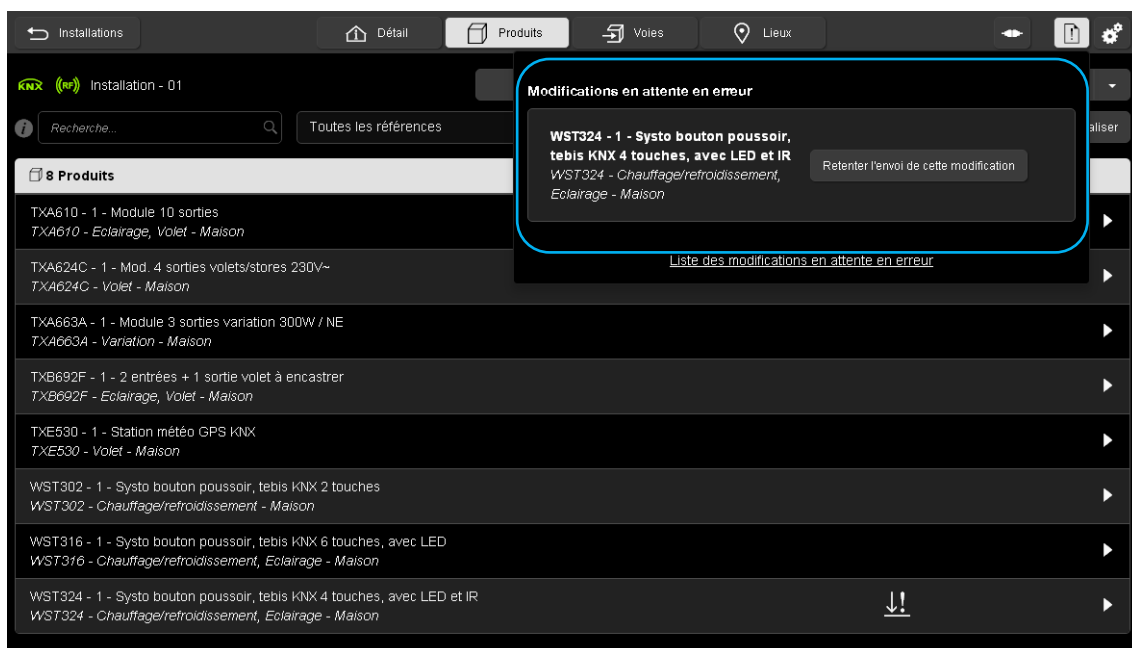 Installations
Détail
Produits
Voies
Lieux
KNX
RF
Installation - 01
Recherche...
Toutes les références
aliser
Modifications en attente en erreur
WST324 - 1 - Systo bouton poussoir,
tebis KNX 4 touches, avec LED et IR
WST324 - Chauffage/refroidissement,
Eclairage - Maison
Retenter l'envoi de cette modification
Liste des modifications en attente en erreur
8 Produits
TXA610 - 1 - Module 10 sorties
TXA610 - Eclairage, Volet - Maison
TXA624C - 1 - Mod. 4 sorties volets/stores 230V~
TXA624C - Volet - Maison
TXA663A - 1 - Module 3 sorties variation 300W / NE
TXA663A - Variation - Maison
TXB692F - 1 - 2 entrées + 1 sortie volet à encastrer
TXB692F - Eclairage, Volet - Maison
TXE530 - 1 - Station météo GPS KNX
TXE530 - Volet - Maison
WST302 - 1 - Systo bouton poussoir, tebis KNX 2 touches
WST302 - Chauffage/refroidissement - Maison
WST316 - 1 - Systo bouton poussoir, tebis KNX 6 touches, avec LED
WST316 - Chauffage/refroidissement, Eclairage - Maison
WST324 - 1 - Systo bouton poussoir, tebis KNX 4 touches, avec LED et IR
WST324 - Chauffage/refroidissement, Eclairage - Maison